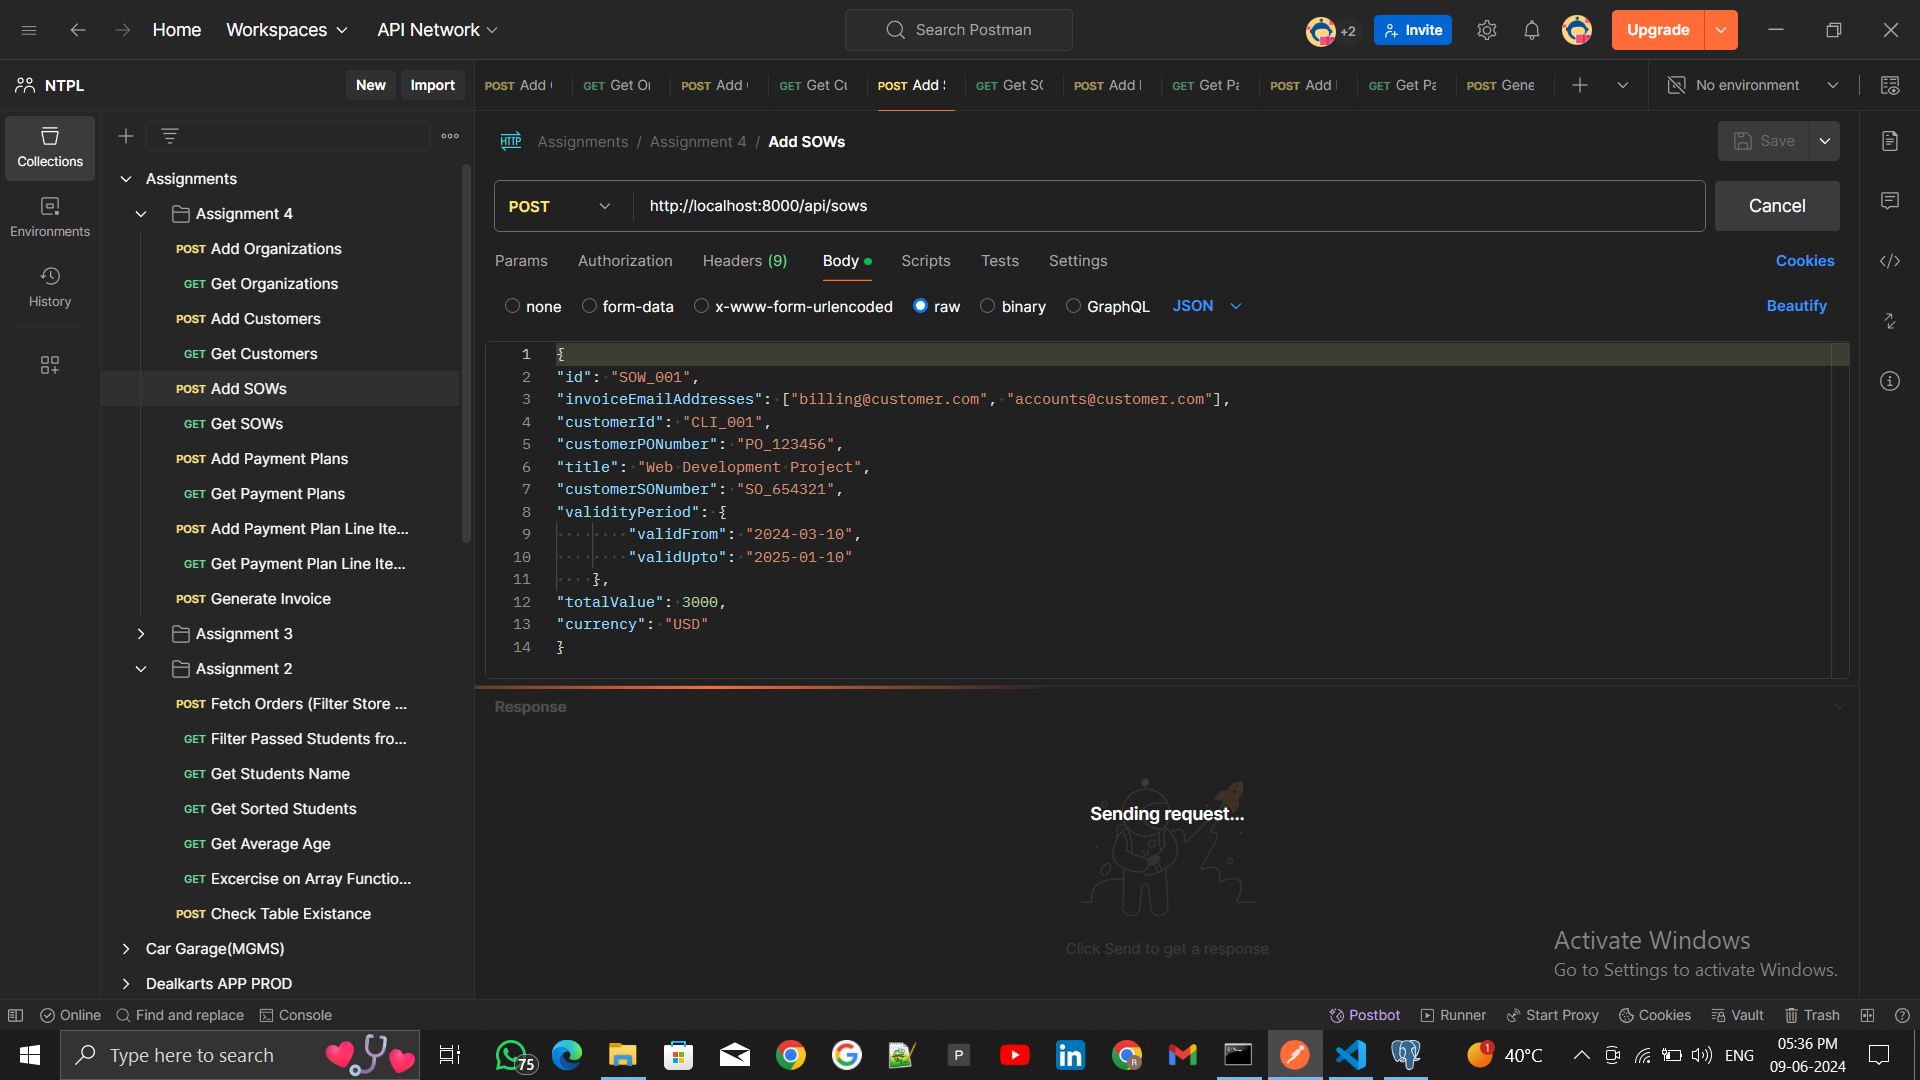 Home
Workspaces
API Network
Search Postman
+2
Invite
Upgrade
NTPL
New
Import
POST Add
GET Get Or
POST Add
GET Get Cu
POST Add S
GET Get SO
POST Add
GET Get Pa
POST Add
GET Get Pa
POST Gene
No environment
Collections
Environments
History
Assignments
Assignment 4
POST Add Organizations
GET Get Organizations
POST Add Customers
GET Get Customers
POST Add SOWs
GET Get SOWs
POST Add Payment Plans
GET Get Payment Plans
POST Add Payment Plan Line Ite...
GET Get Payment Plan Line Ite...
POST Generate Invoice
Assignment 3
Assignment 2
POST Fetch Orders (Filter Store ...
GET Filter Passed Students fro...
GET Get Students Name
GET Get Sorted Students
GET Get Average Age
GET Excercise on Array Functio...
POST Check Table Existance
Car Garage(MGMS)
Dealkarts APP PROD
HTTP Assignments / Assignment 4 / Add SOWs
Save
POST
http://localhost:8000/api/sows
Cancel
Params
Authorization
Headers (9)
Body
Scripts
Tests
Settings
Cookies
none
form-data
x-www-form-urlencoded
raw
binary
GraphQL
JSON
Beautify
1 {
2 "id": "SOW_001",
3 "invoiceEmailAddresses": ["billing@customer.com", "accounts@customer.com"],
4 "customerId": "CLI_001",
5 "customerPONumber": "PO_123456",
6 "title": "Web Development Project",
7 "customerSONumber": "SO_654321",
8 "validityPeriod": {
9 "validFrom": "2024-03-10",
10 "validUpto": "2025-01-10"
11 },
12 "totalValue": 3000,
13 "currency": "USD"
14 }
Response
Sending request...
Click Send to get a response
Activate Windows
Go to Settings to activate Windows.
Online
Find and replace
Console
Postbot
Runner
Start Proxy
Cookies
Vault
Trash
Type here to search
75
P
R
1
40°C
ENG
05:36 PM
09-06-2024